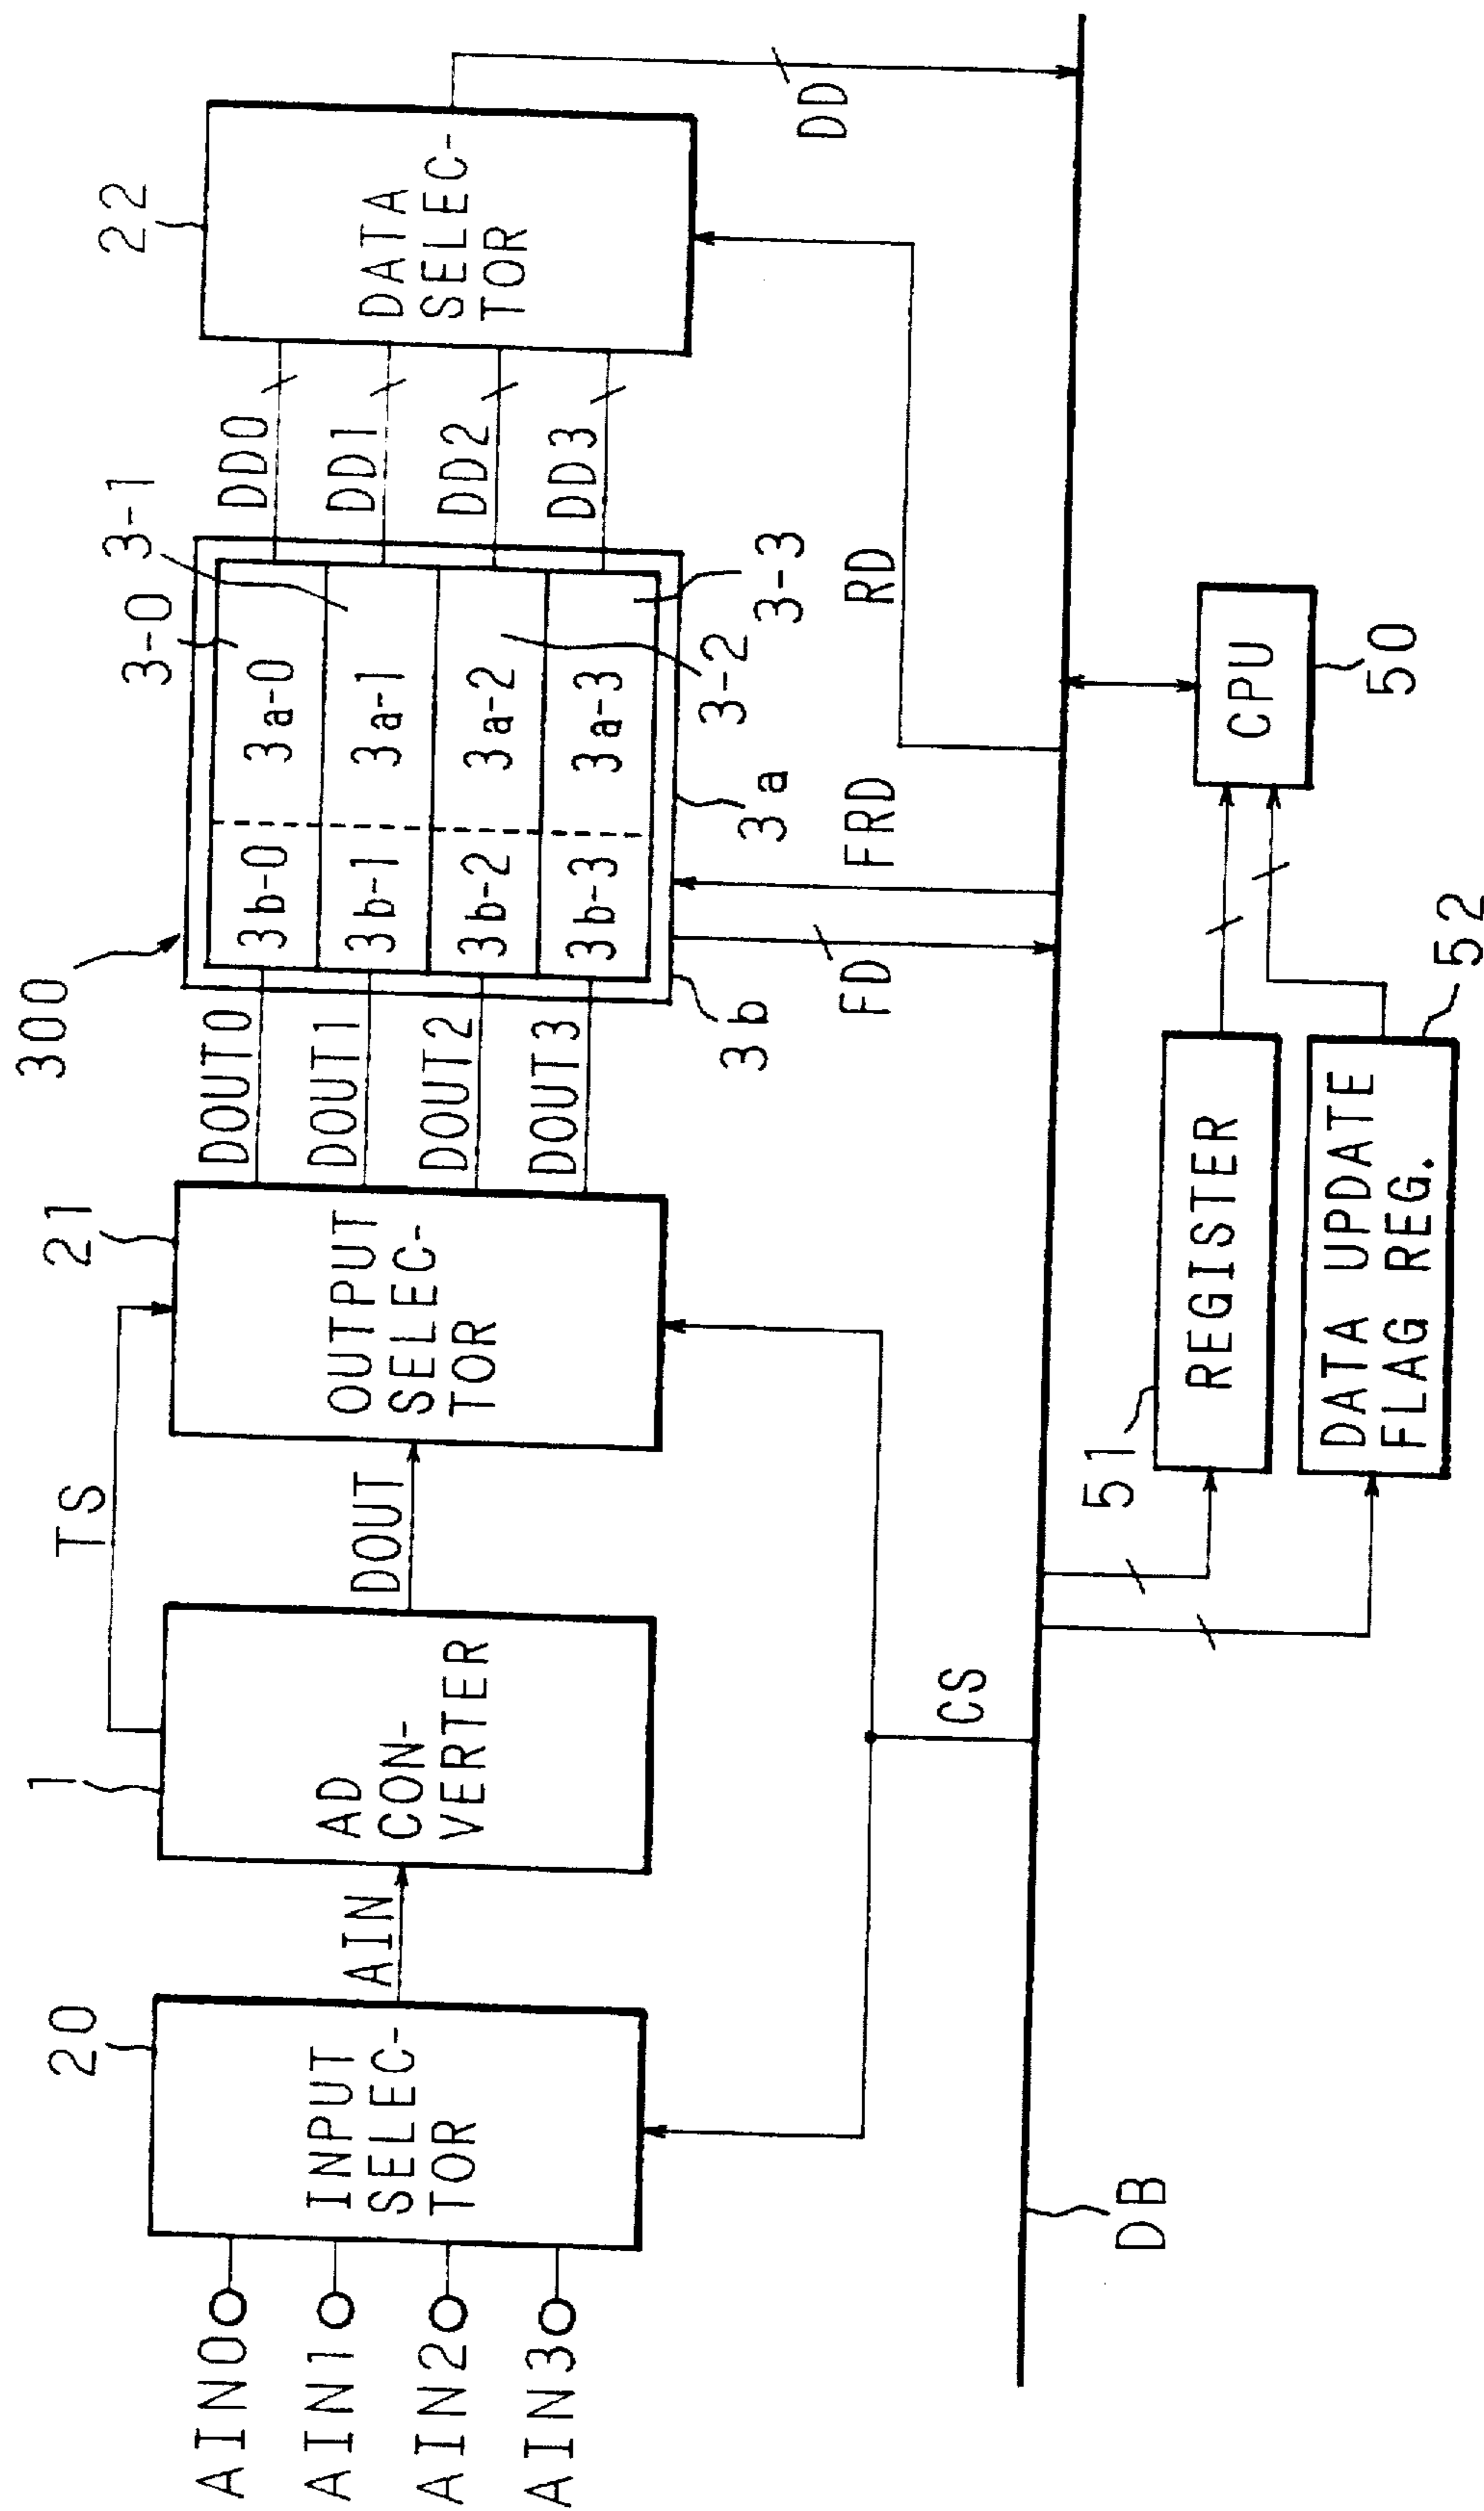 300
TS
1
20
21
22
3-0
3-1
AIN0
AIN1
AIN2
AIN3
INPUT
SELEC-
TOR
AIN
AD
CON-
VERTER
DOUT
OUTPUT
SELEC-
TOR
DOUT0
DOUT1
DOUT2
DOUT3
3b-0
3a-0
3b-1
3a-1
3b-2
3a-2
3b-3
3a-3
DD0
DD1
DD2
DD3
DATA
SELEC-
TOR
3b
3a
3-2
3-3
CS
FD
FRD
RD
DD
DB
51
REGISTER
DATA UPDATE
FLAG REG.
52
CPU
50